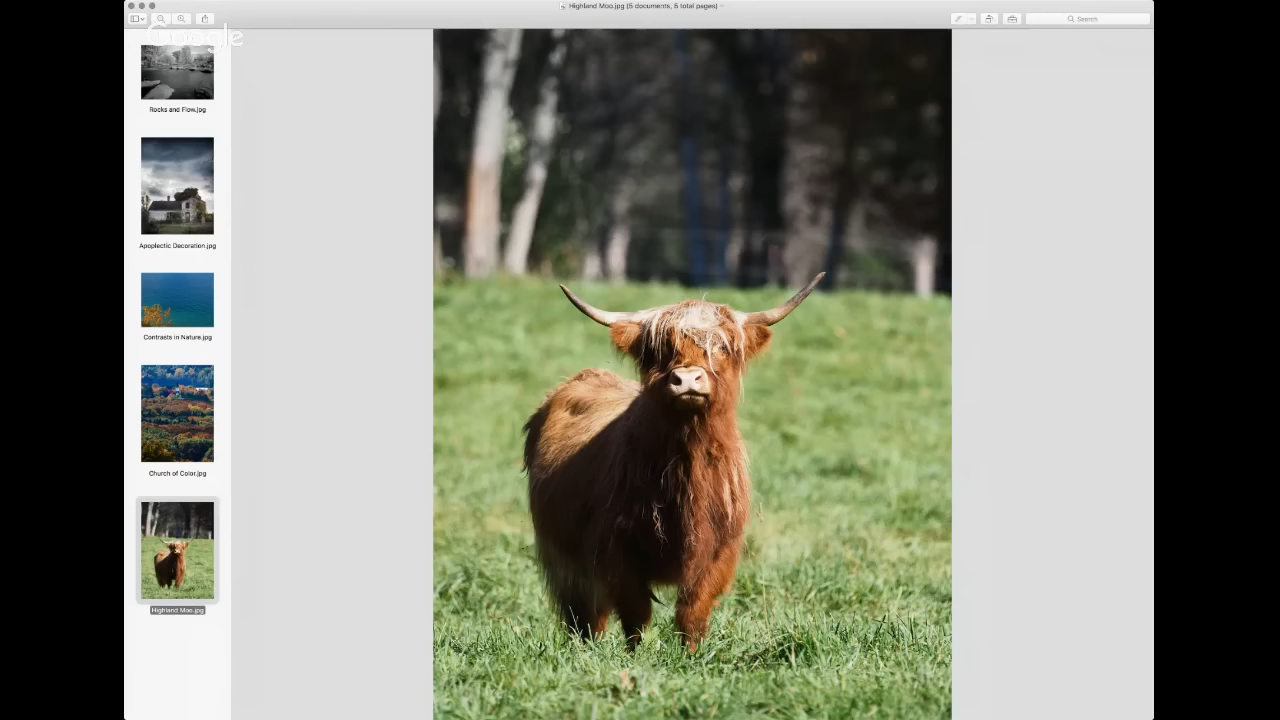 Highland Moo.jpg (5 documents, 5 total pages)
Search
Google
Rocks and Flow.jpg
Apoplectic Decoration.jpg
Contrasts in Nature.jpg
Church of Color.jpg
Highland Moo.jpg